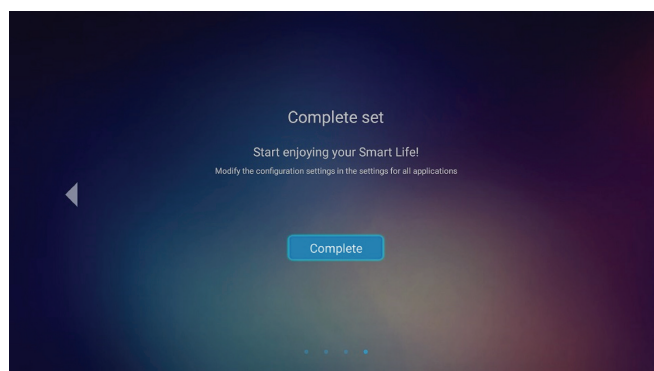 Complete set
Start enjoying your Smart Life!
Modify the configuration settings in the settings for all applications
Complete